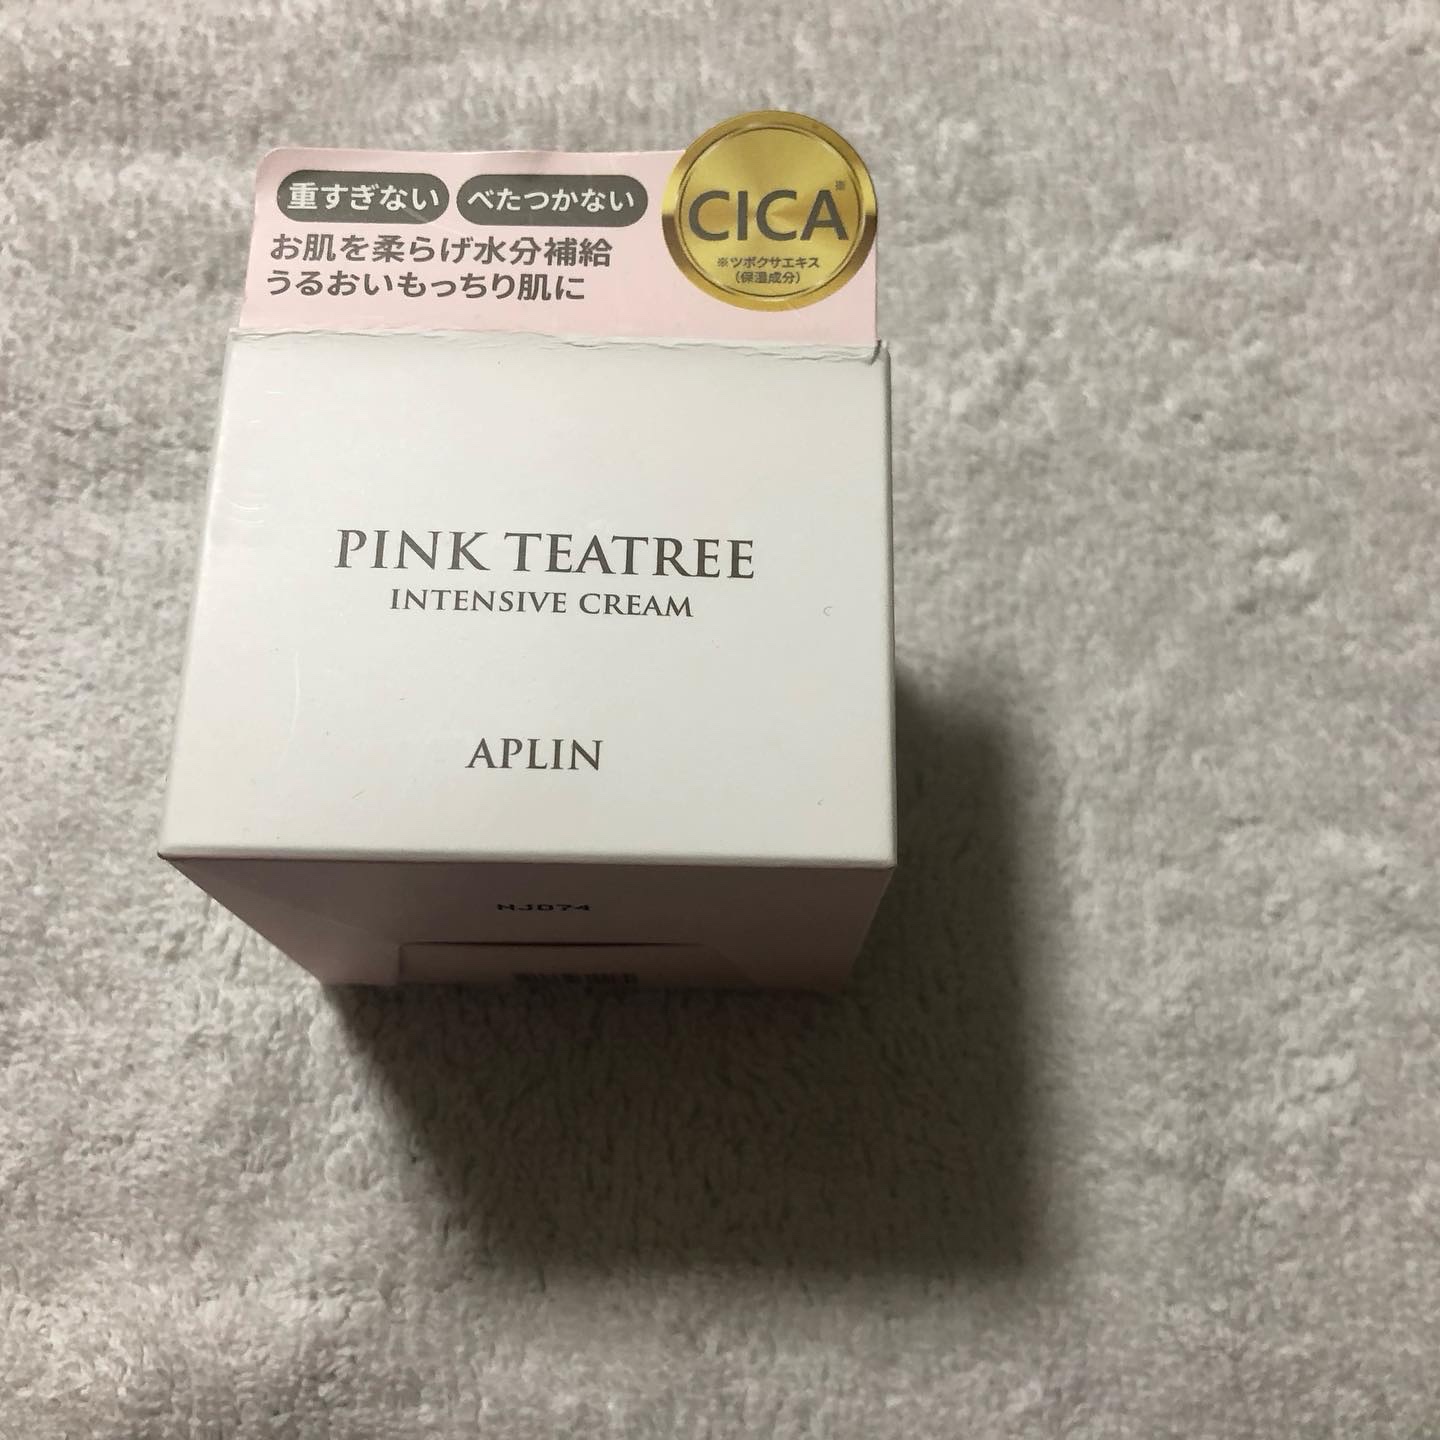 重すぎない べたつかない
お肌を柔らげ水分補給
うるおいもっちり肌に
CICA※
※ツボクサエキス
(保湿成分)
PINK TEATREE
INTENSIVE CREAM
APLIN
NJD74